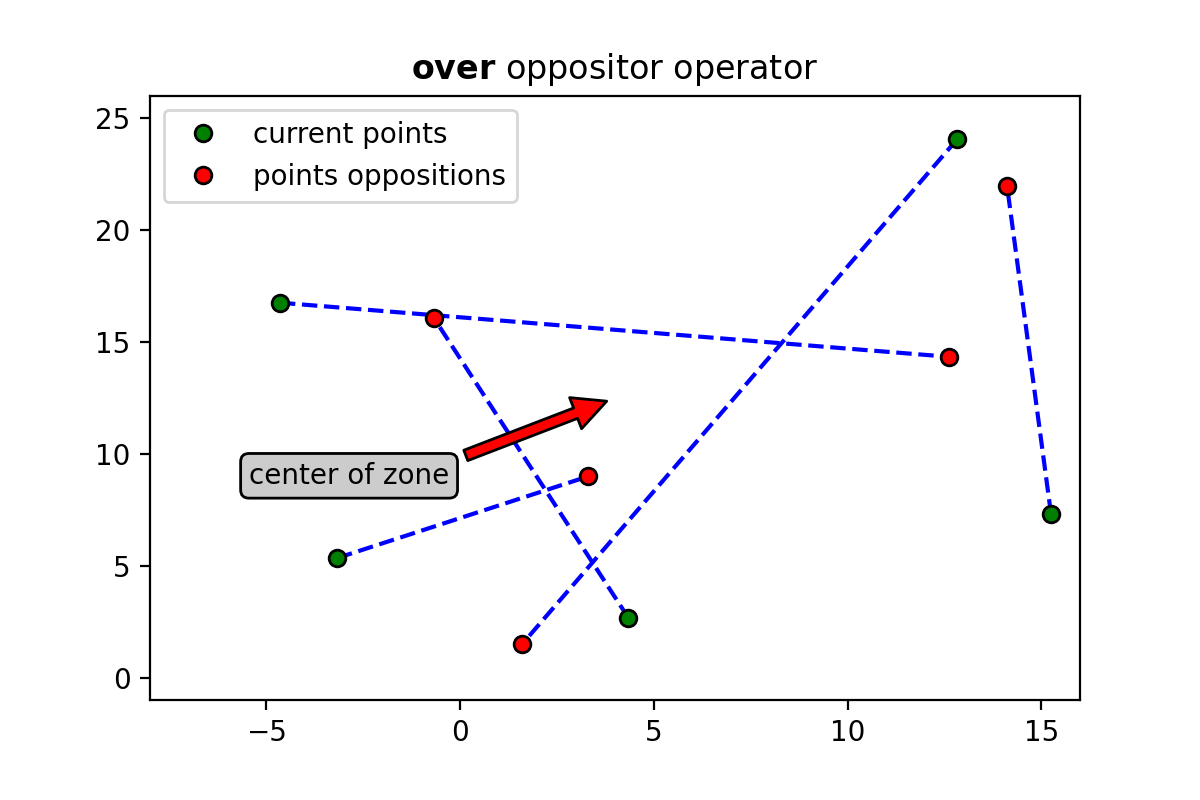 over oppositor operator
current points
points oppositions
center of zone
25
20
15
10
5
0
−5 0 5 10 15